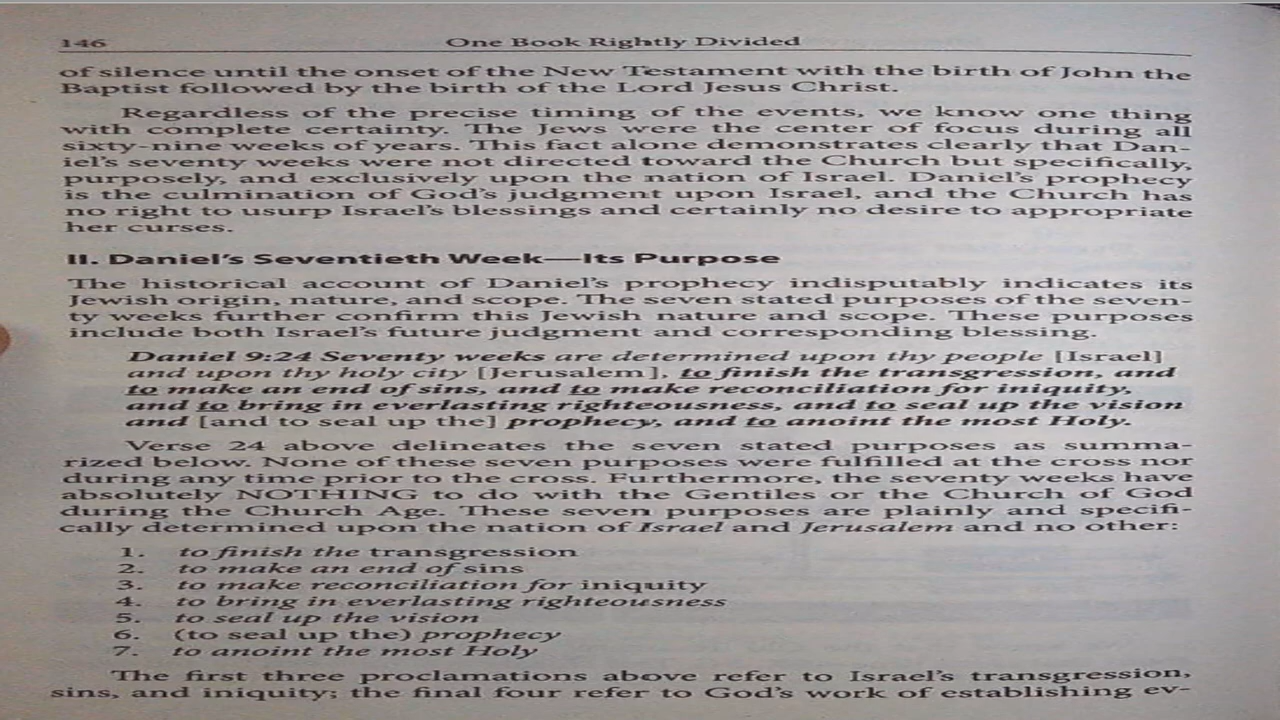 146 One Book Rightly Divided
of silence until the onset of the New Testament with the birth of John the
Baptist followed by the birth of the Lord Jesus Christ.
Regardless of the precise timing of the events, we know one thing
with complete certainty. The Jews were the center of focus during all
sixty-nine weeks of years. This fact alone demonstrates clearly that Dan-
iel's seventy weeks were not directed toward the Church but specifically,
purposely, and exclusively upon the nation of Israel. Daniel's prophecy
is the culmination of God's judgment upon Israel, and the Church has
no right to usurp Israel's blessings and certainly no desire to appropriate
her curses.
II. Daniel's Seventieth Week—Its Purpose
The historical account of Daniel's prophecy indisputably indicates its
Jewish origin, nature, and scope. The seven stated purposes of the seven-
ty weeks further confirm this Jewish nature and scope. These purposes
include both Israel's future judgment and corresponding blessing.
Daniel 9:24 Seventy weeks are determined upon thy people [Israel]
and upon thy holy city [Jerusalem], to finish the transgression, and
to make an end of sins, and to make reconciliation for iniquity,
and to bring in everlasting righteousness, and to seal up the vision
and [and to seal up the] prophecy, and to anoint the most Holy.
Verse 24 above delineates the seven stated purposes as summa-
rized below. None of these seven purposes were fulfilled at the cross nor
during any time prior to the cross. Furthermore, the seventy weeks have
absolutely NOTHING to do with the Gentiles or the Church of God
during the Church Age. These seven purposes are plainly and specifi-
cally determined upon the nation of Israel and Jerusalem and no other:
1. to finish the transgression
2. to make an end of sins
3. to make reconciliation for iniquity
4. to bring in everlasting righteousness
5. to seal up the vision
6. (to seal up the) prophecy
7. to anoint the most Holy
The first three proclamations above refer to Israel's transgression,
sins, and iniquity; the final four refer to God's work of establishing ev-